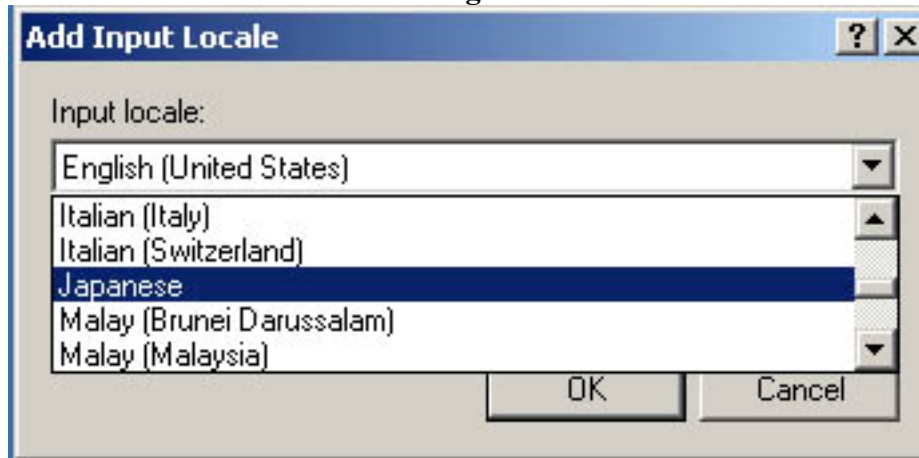 Add Input Locale
Input locale:
English (United States)
Italian (Italy)
Italian (Switzerland)
Japanese
Malay (Brunei Darussalam)
Malay (Malaysia)
OK Cancel